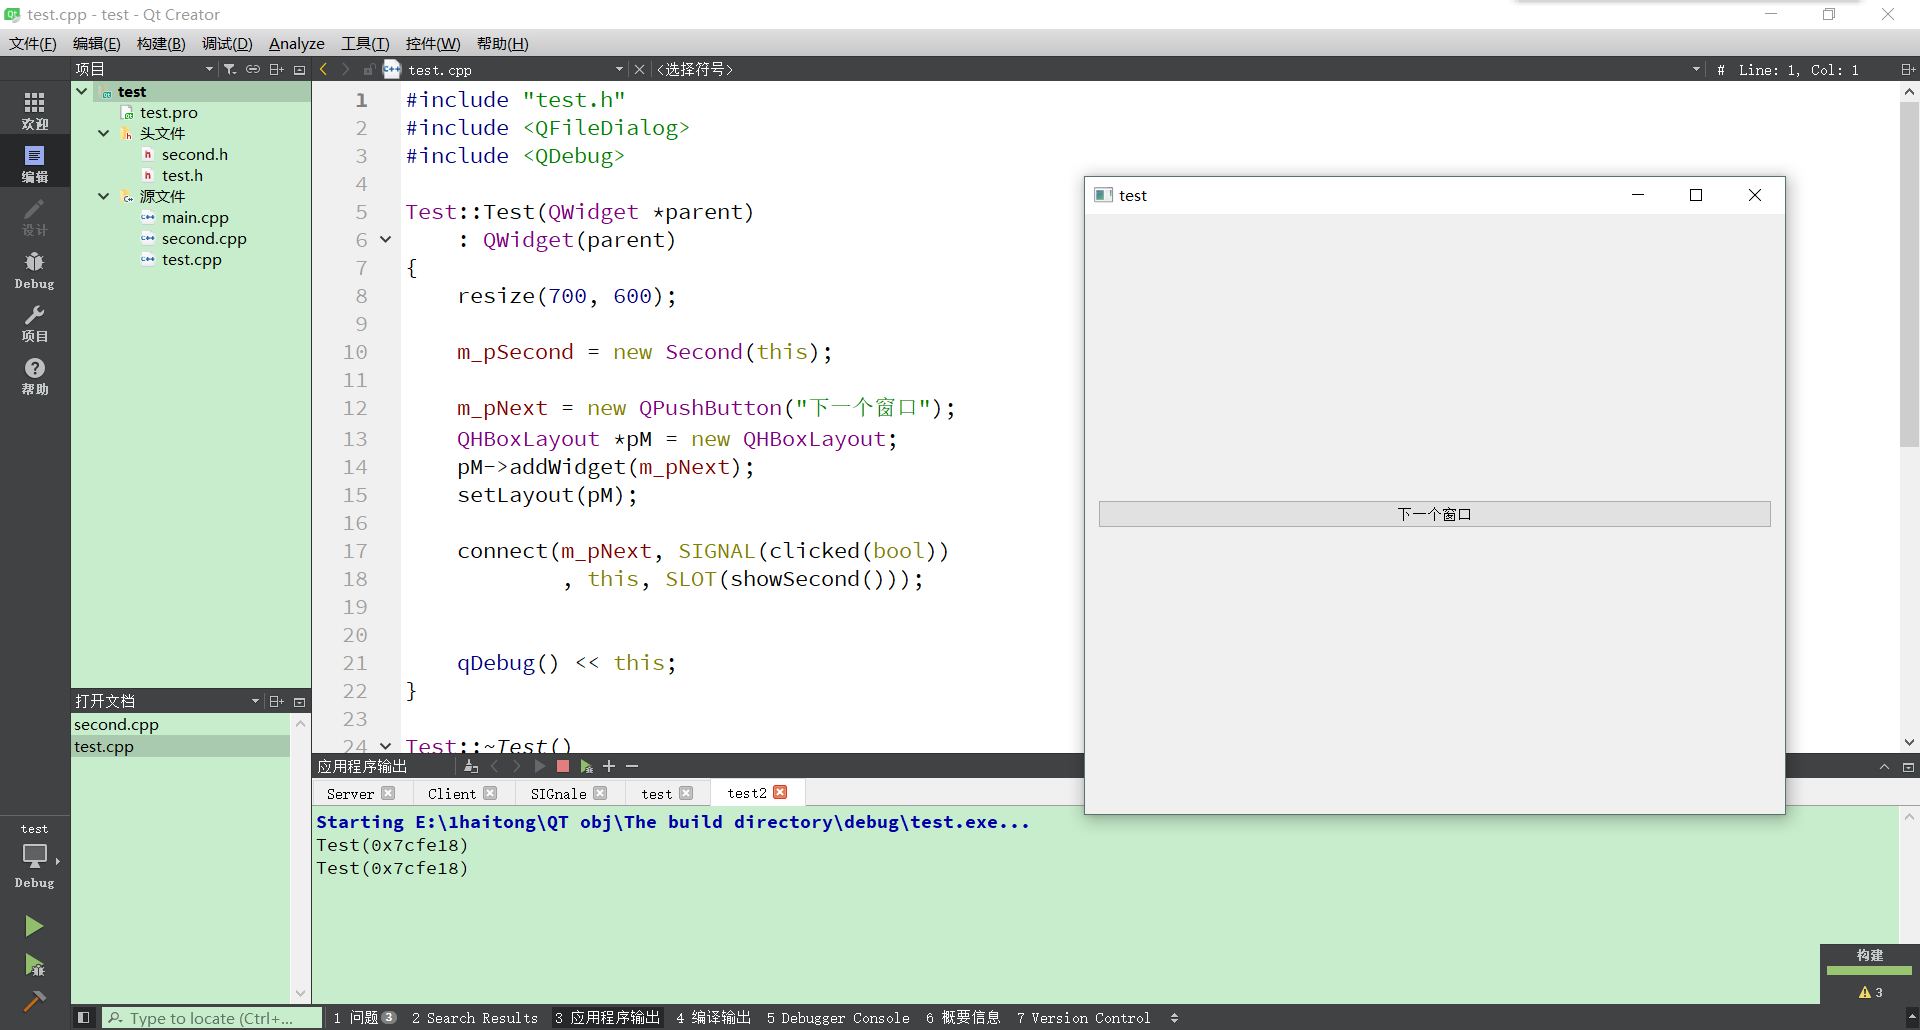 test.cpp - test - Qt Creator
文件(F) 编辑(E) 构建(B) 调试(D) Analyze 工具(T) 控件(W) 帮助(H)
项目
test.cpp <选择符号> # Line: 1, Col: 1
欢迎
编辑
设计
Debug
项目
帮助
test
test.pro
头文件
second.h
test.h
源文件
main.cpp
second.cpp
test.cpp
打开文档
second.cpp
test.cpp
1 #include "test.h"
2 #include <QFileDialog>
3 #include <QDebug>
4
5 Test::Test(QWidget *parent)
6 : QWidget(parent)
7 {
8 resize(700, 600);
9
10 m_pSecond = new Second(this);
11
12 m_pNext = new QPushButton("下一个窗口");
13 QHBoxLayout *pM = new QHBoxLayout;
14 pM->addWidget(m_pNext);
15 setLayout(pM);
16
17 connect(m_pNext, SIGNAL(clicked(bool))
18 , this, SLOT(showSecond()));
19
20
21 qDebug() << this;
22 }
23
24 Test::~Test()
test
下一个窗口
应用程序输出
Server Client SIGnale test test2
Starting E:\1haitong\QT obj\The build directory\debug\test.exe...
Test(0x7cfe18)
Test(0x7cfe18)
test
Debug
构建
3
Type to locate (Ctrl+...
1 问题 3 2 Search Results 3 应用程序输出 4 编译输出 5 Debugger Console 6 概要信息 7 Version Control